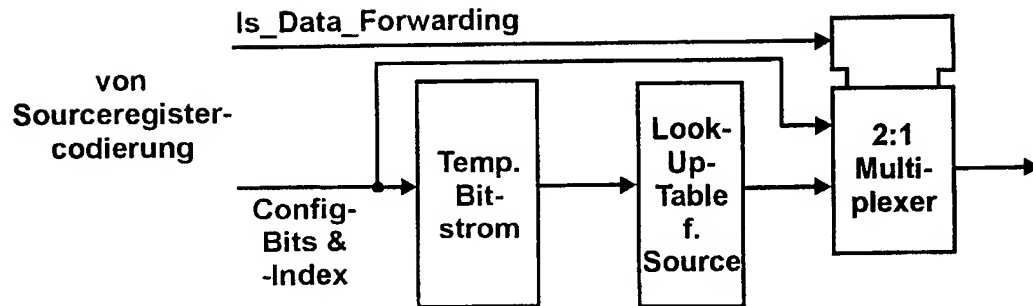 Is_Data_Forwarding
von
Sourceregister-
codierung
Config-
Bits &
-Index
Temp.
Bit-
strom
Look-
Up-
Table
f.
Source
2:1
Multi-
plexer